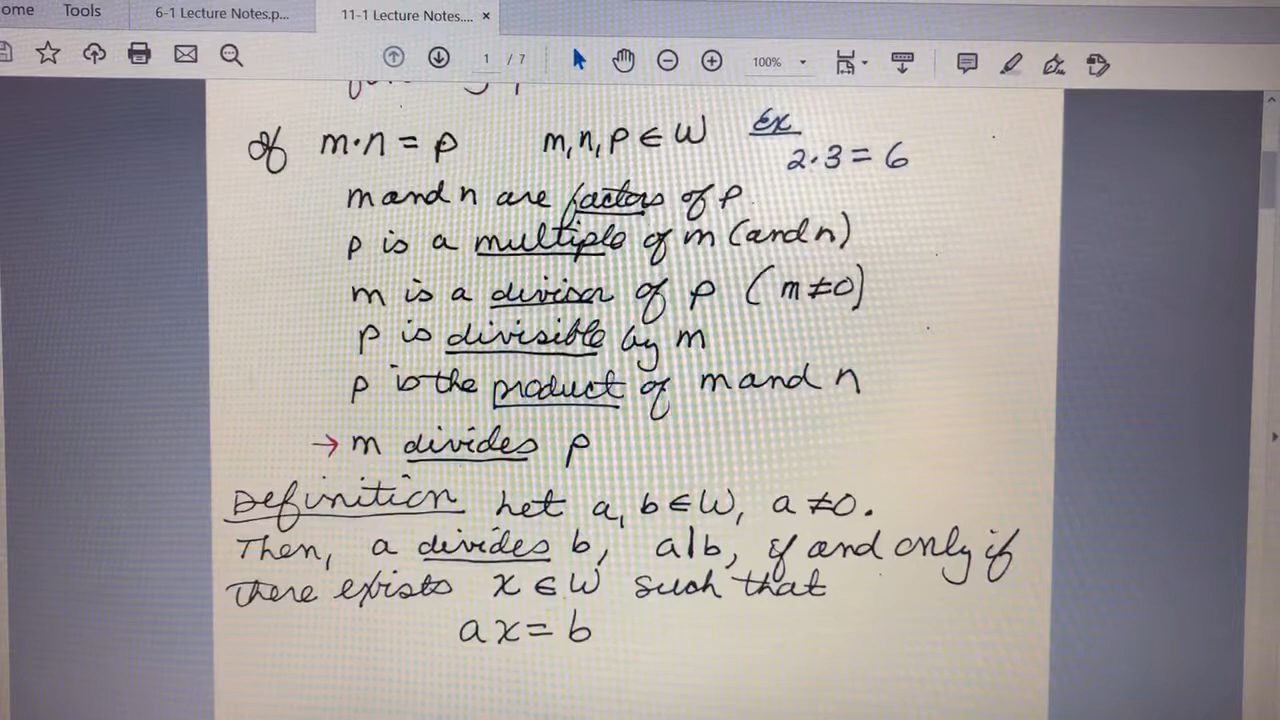 ome Tools 6-1 Lecture Notes.p... 11-1 Lecture Notes.... ×
1 / 7 100%
If m·n = p m,n,p ∈ W Ex
2·3 = 6
m and n are factors of p
p is a multiple of m (and n)
m is a divisor of p (m≠0)
p is divisible by m
p is the product of m and n
→ m divides p
Definition Let a, b ∈ W, a ≠0.
Then, a divides b, a|b, if and only if
there exists x ∈ W such that
ax = b